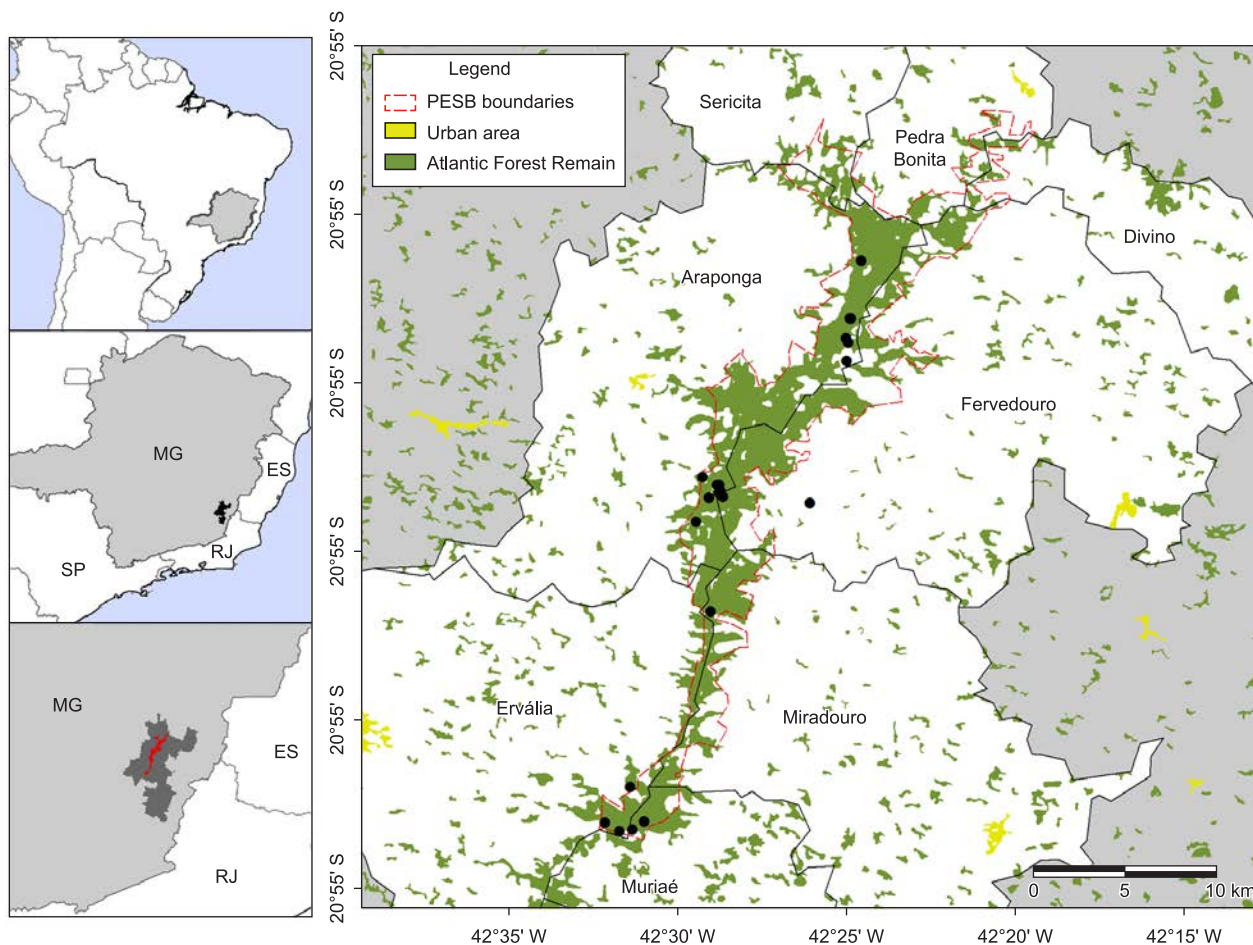 MG
ES
SP
RJ
MG
ES
RJ
Legend
PESB boundaries
Urban area
Atlantic Forest Remain
Sericita
Pedra
Bonita
Divino
Araponga
Fervedouro
Ervália
Miradouro
Muriaé
0 5 10 km
20°55' S
20°55' S
20°55' S
20°55' S
20°55' S
20°55' S
42°35' W 42°30' W 42°25' W 42°20' W 42°15' W